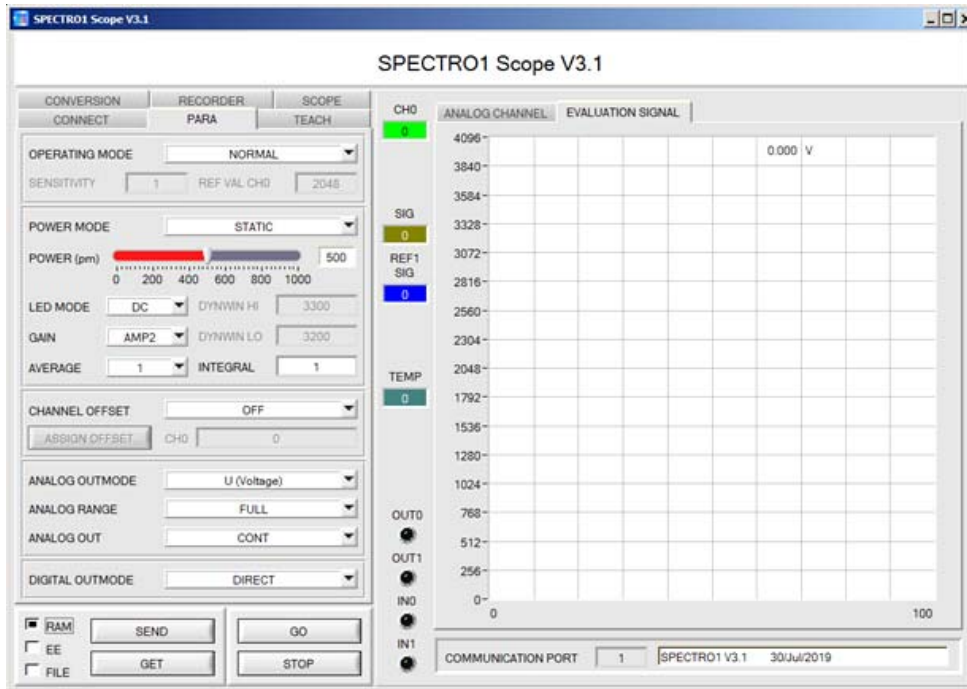 SPECTRO1 Scope V3.1
SPECTRO1 Scope V3.1
CONVERSION RECORDER SCOPE
CONNECT PARA TEACH
OPERATING MODE NORMAL
SENSITIVITY 1 REF VAL CH0 2048
POWER MODE STATIC
POWER (pm) 500
0 200 400 600 800 1000
LED MODE DC DYNWIN HI 3300
GAIN AMP2 DYNWIN LO 3200
AVERAGE 1 INTEGRAL 1
CHANNEL OFFSET OFF
ASSIGN OFFSET CH0 0
ANALOG OUTMODE U (Voltage)
ANALOG RANGE FULL
ANALOG OUT CONT
DIGITAL OUTMODE DIRECT
RAM
EE
FILE
SEND GO
GET STOP
CH0
0
SIG
0
REF1
SIG
0
TEMP
0
OUT0
OUT1
IN0
IN1
ANALOG CHANNEL EVALUATION SIGNAL
0.000 V
4096
3840
3584
3328
3072
2816
2560
2304
2048
1792
1536
1280
1024
768
512
256
0
0 100
COMMUNICATION PORT 1 SPECTRO1 V3.1 30/Jul/2019